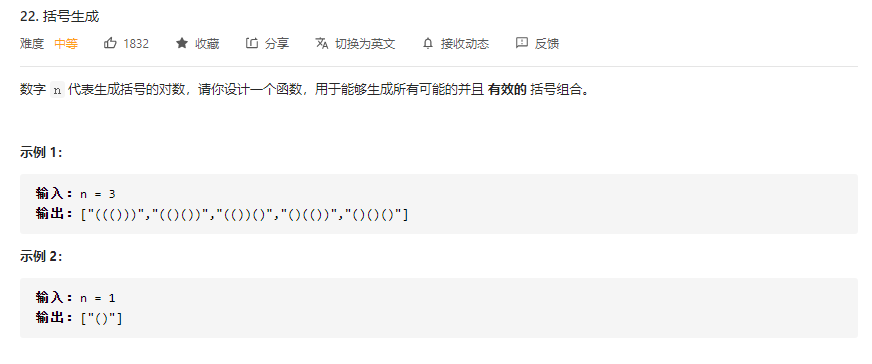 22. 括号生成
难度 中等 1832 收藏 分享 切换为英文 接收动态 反馈
数字 n 代表生成括号的对数，请你设计一个函数，用于能够生成所有可能的并且 有效的 括号组合。
示例 1：
输入：n = 3
输出：["((()))","(()())","(())()","()(())","()()()"]
示例 2：
输入：n = 1
输出：["()"]